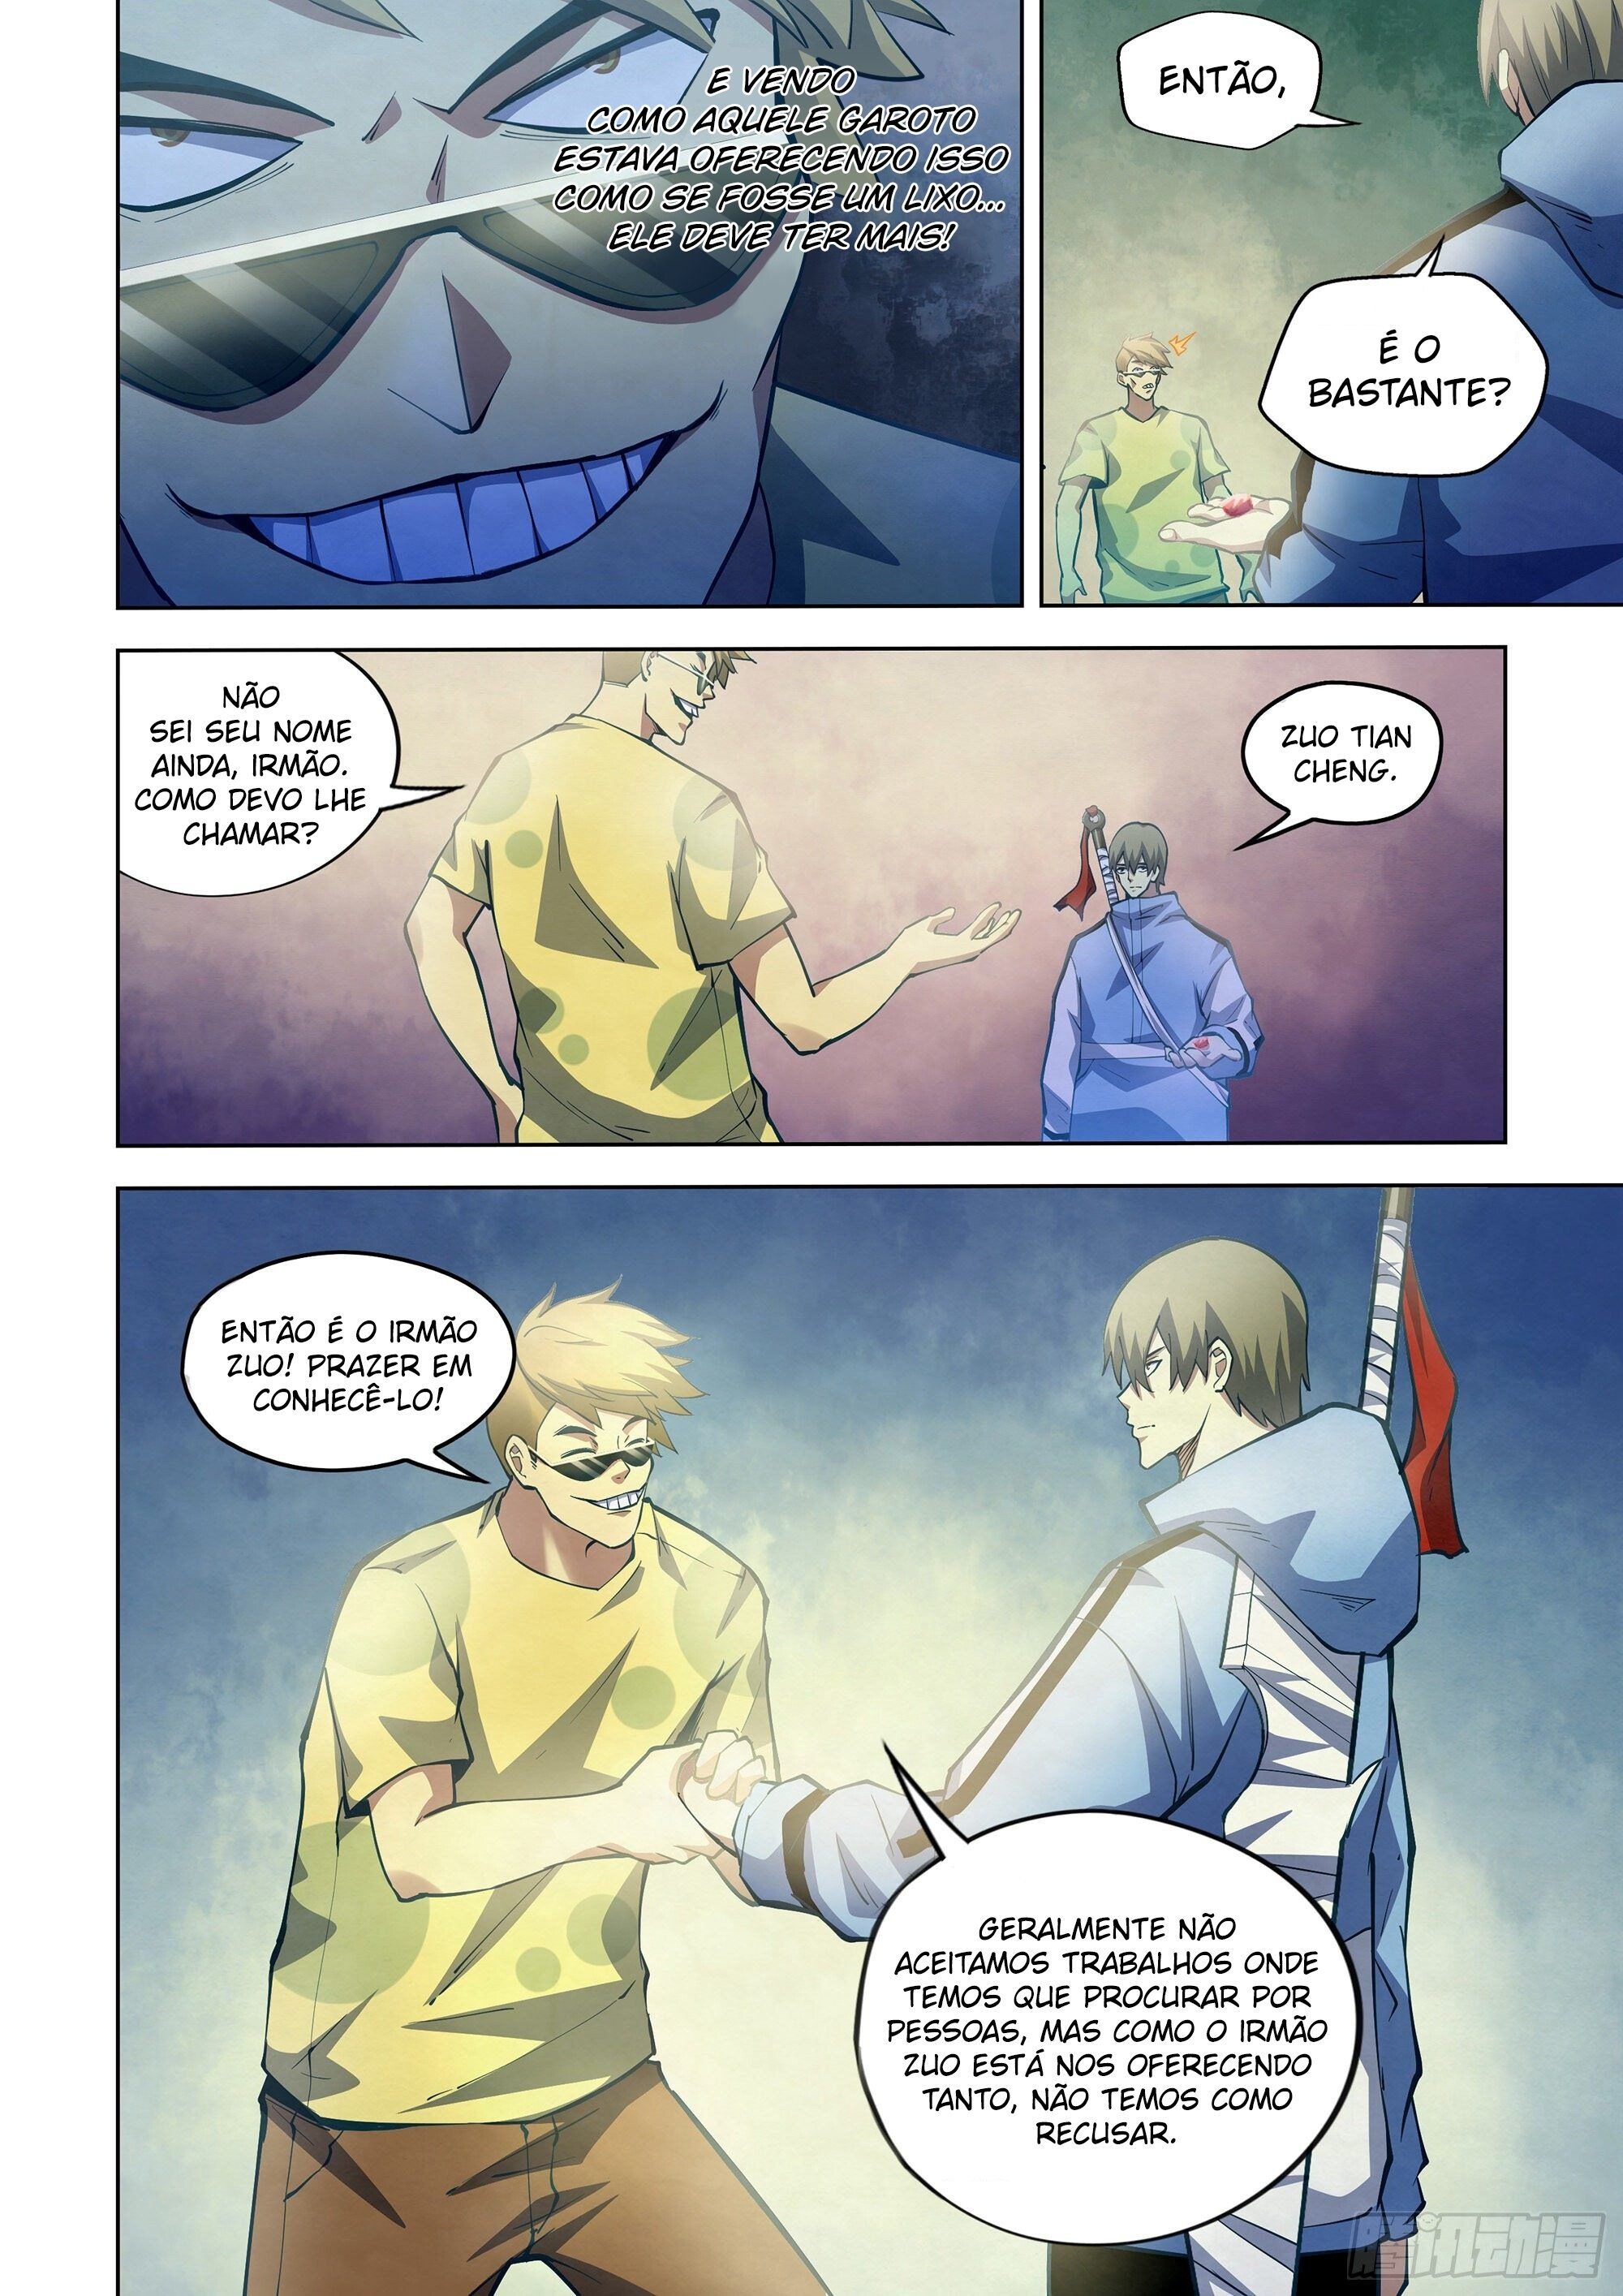 E VENDO
COMO AQUELE GAROTO
ESTAVA OFERECENDO ISSO
COMO SE FOSSE UM LIXO...
ELE DEVE TER MAIS!
ENTÃO,
É O
BASTANTE?
NÃO
SEI SEU NOME
AINDA, IRMÃO.
COMO DEVO LHE
CHAMAR?
ZUO TIAN
CHENG.
ENTÃO É O IRMÃO
ZUO! PRAZER EM
CONHECÊ-LO!
GERALMENTE NÃO
ACEITAMOS TRABALHOS ONDE
TEMOS QUE PROCURAR POR
PESSOAS, MAS COMO O IRMÃO
ZUO ESTÁ NOS OFERECENDO
TANTO, NÃO TEMOS COMO
RECUSAR.
腾讯动漫